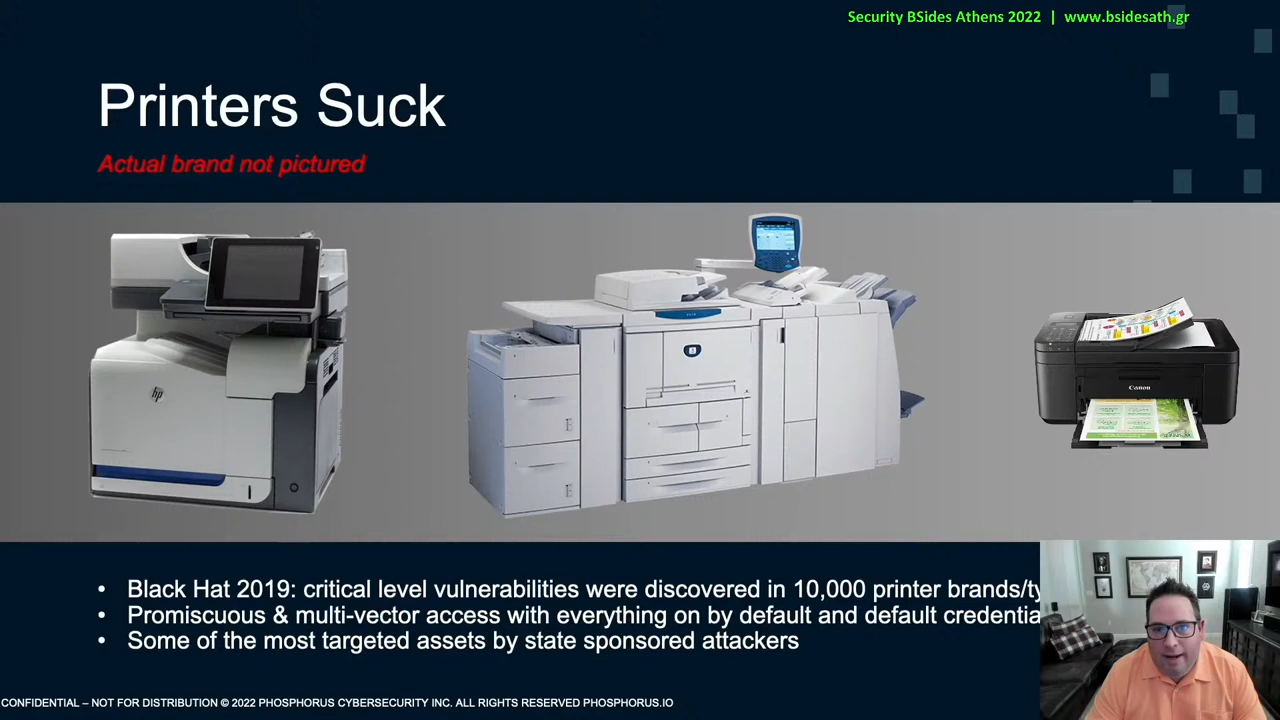 Security BSides Athens 2022 | www.bsidesath.gr
Printers Suck
Actual brand not pictured
hp
Canon
• Black Hat 2019: critical level vulnerabilities were discovered in 10,000 printer brands/ty
• Promiscuous & multi-vector access with everything on by default and default credentia
• Some of the most targeted assets by state sponsored attackers
CONFIDENTIAL – NOT FOR DISTRIBUTION © 2022 PHOSPHORUS CYBERSECURITY INC. ALL RIGHTS RESERVED PHOSPHORUS.IO